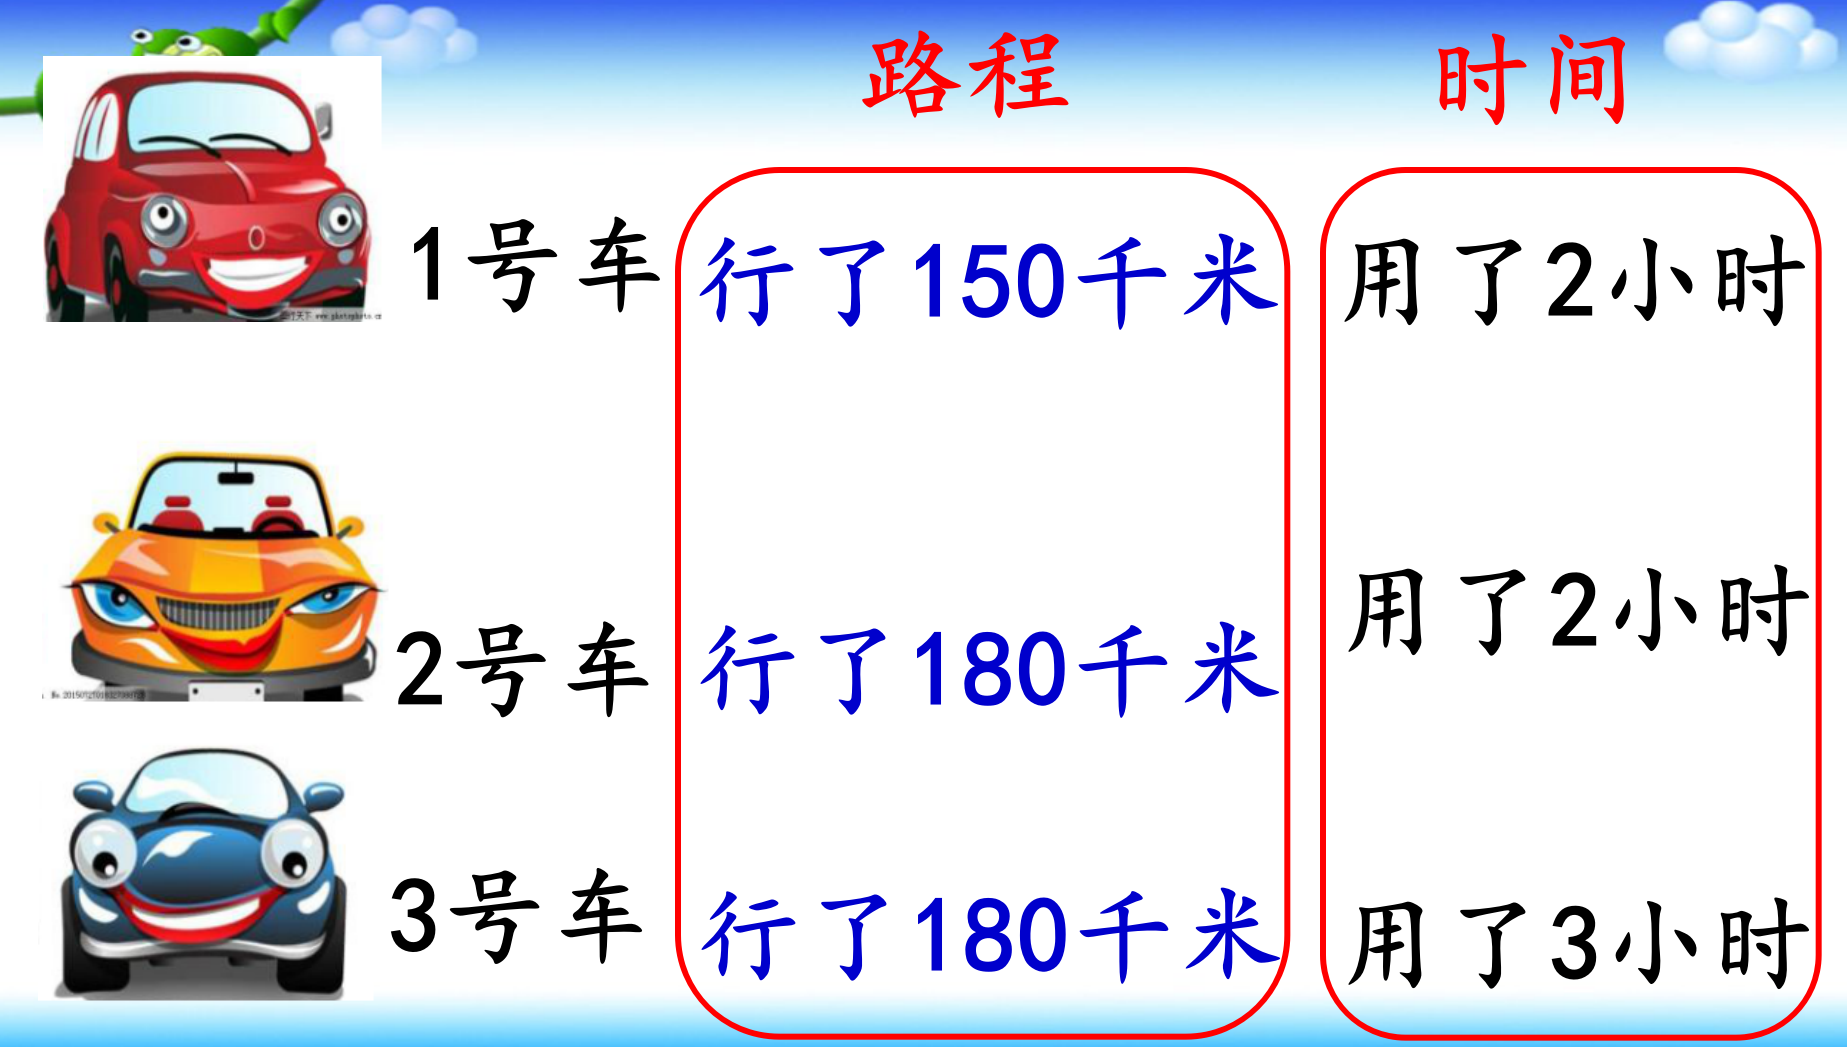 路程 时间
1号车 行了150千米 用了2小时
2号车 行了180千米 用了2小时
3号车 行了180千米 用了3小时